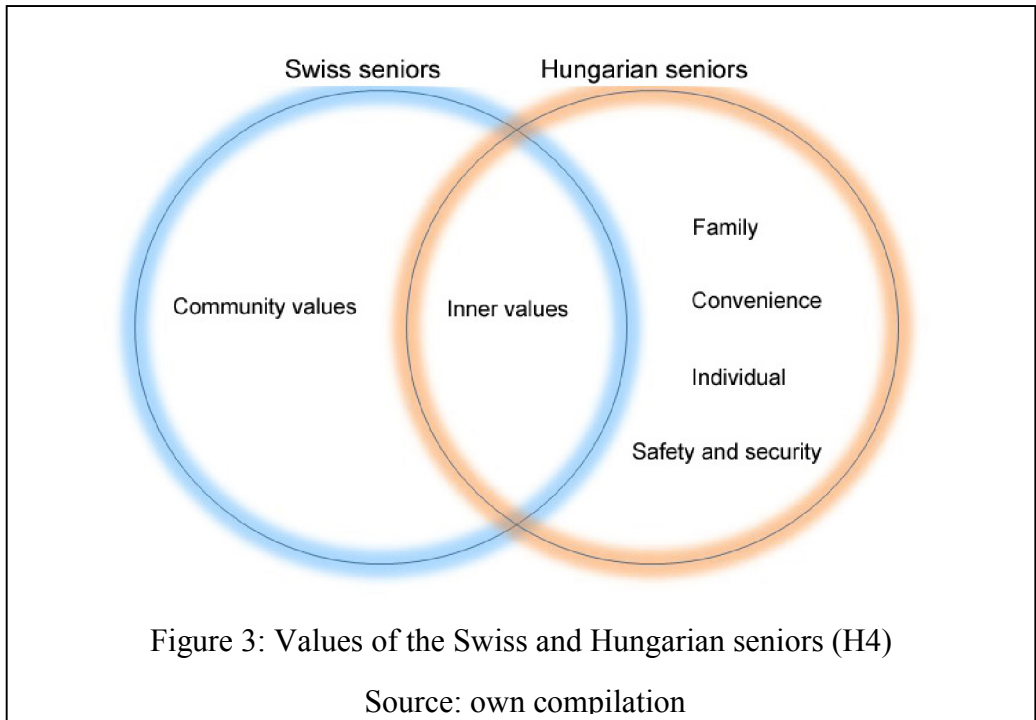 Swiss seniors
Hungarian seniors
Community values
Inner values
Family
Convenience
Individual
Safety and security
Figure 3: Values of the Swiss and Hungarian seniors (H4)
Source: own compilation